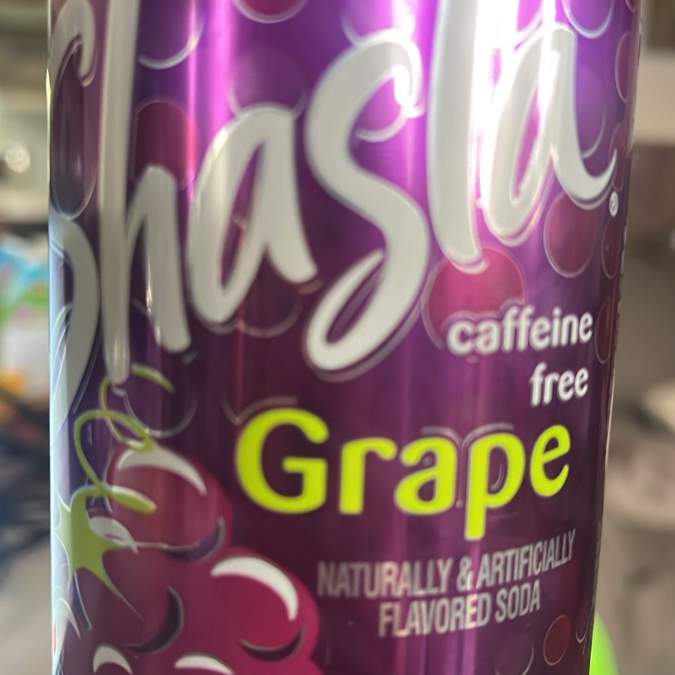 Shasta®
caffeine
free
Grape
NATURALLY & ARTIFICIALLY
FLAVORED SODA